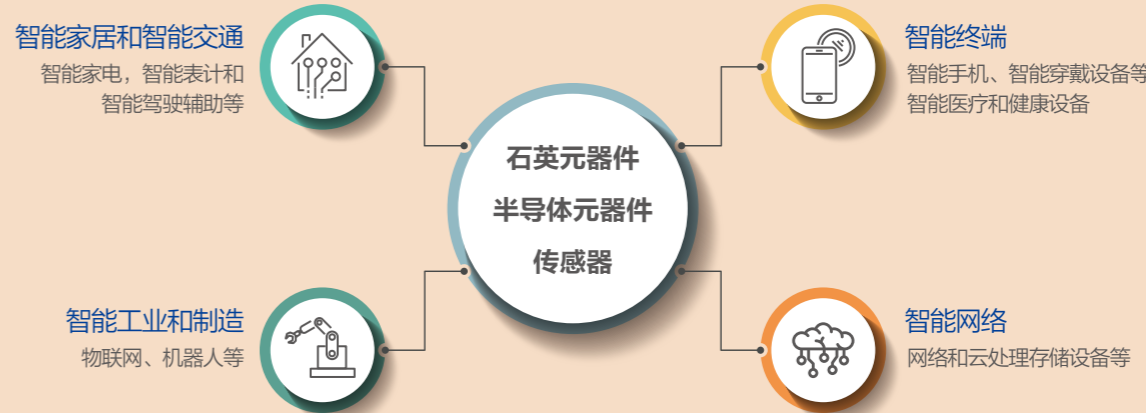 智能家居和智能交通
智能家电，智能表计和
智能驾驶辅助等
智能终端
智能手机、智能穿戴设备等
智能医疗和健康设备
石英元器件
半导体元器件
传感器
智能工业和制造
物联网、机器人等
智能网络
网络和云处理存储设备等